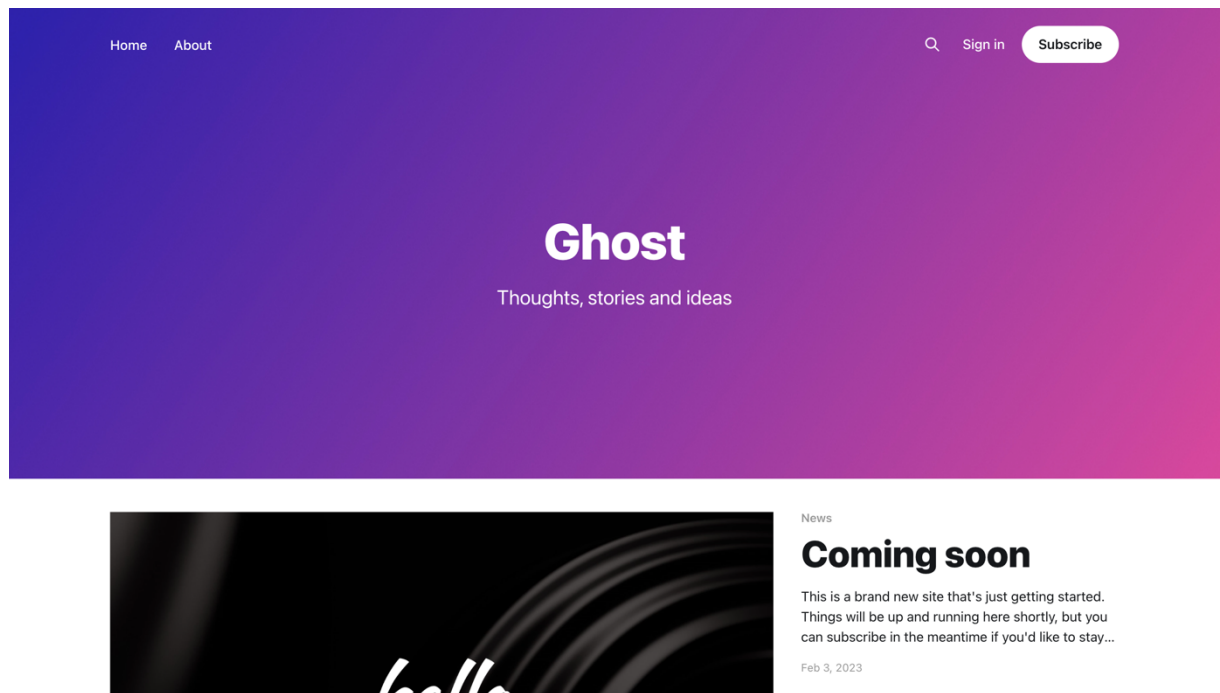 Home About Sign in Subscribe
Ghost
Thoughts, stories and ideas
News
Coming soon
This is a brand new site that's just getting started.
Things will be up and running here shortly, but you
can subscribe in the meantime if you'd like to stay...
Feb 3, 2023
hello